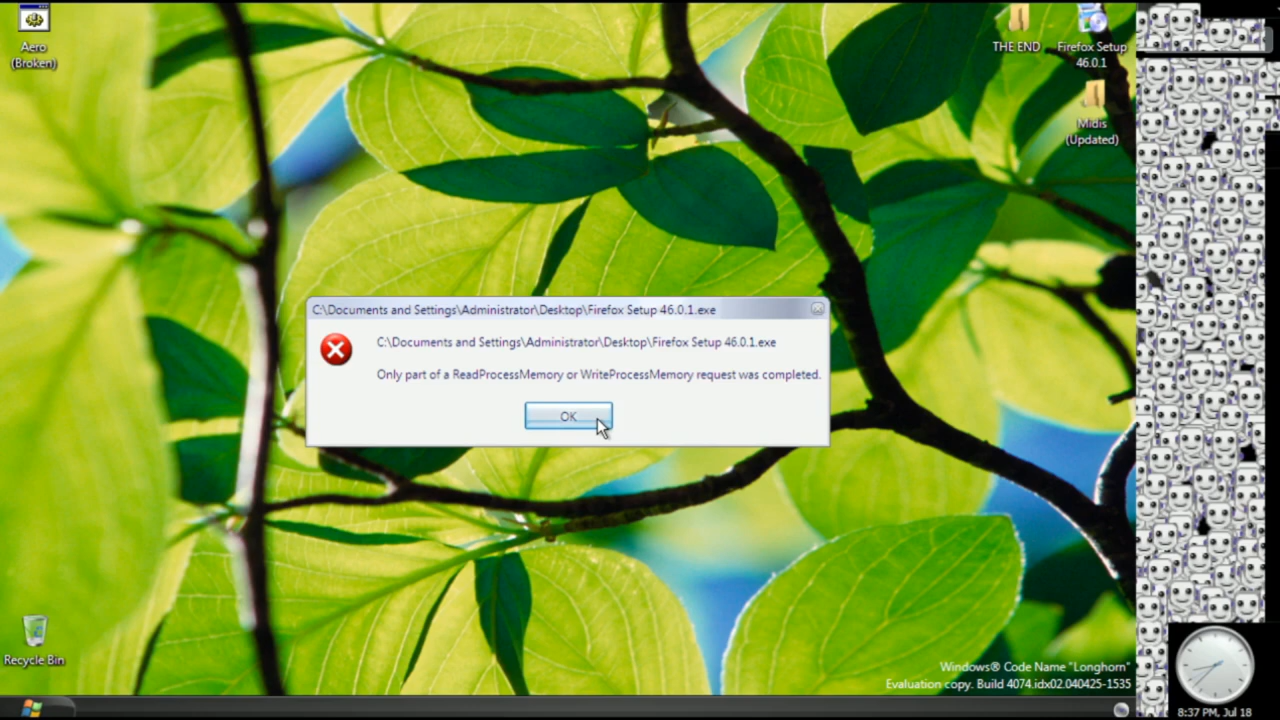 Aero
(Broken)
THE END
Firefox Setup
46.0.1
Midis
(Updated)
C:\Documents and Settings\Administrator\Desktop\Firefox Setup 46.0.1.exe
C:\Documents and Settings\Administrator\Desktop\Firefox Setup 46.0.1.exe
Only part of a ReadProcessMemory or WriteProcessMemory request was completed.
OK
Recycle Bin
Windows® Code Name "Longhorn"
Evaluation copy. Build 4074.idx02.040425-1535
8:37 PM, Jul 18